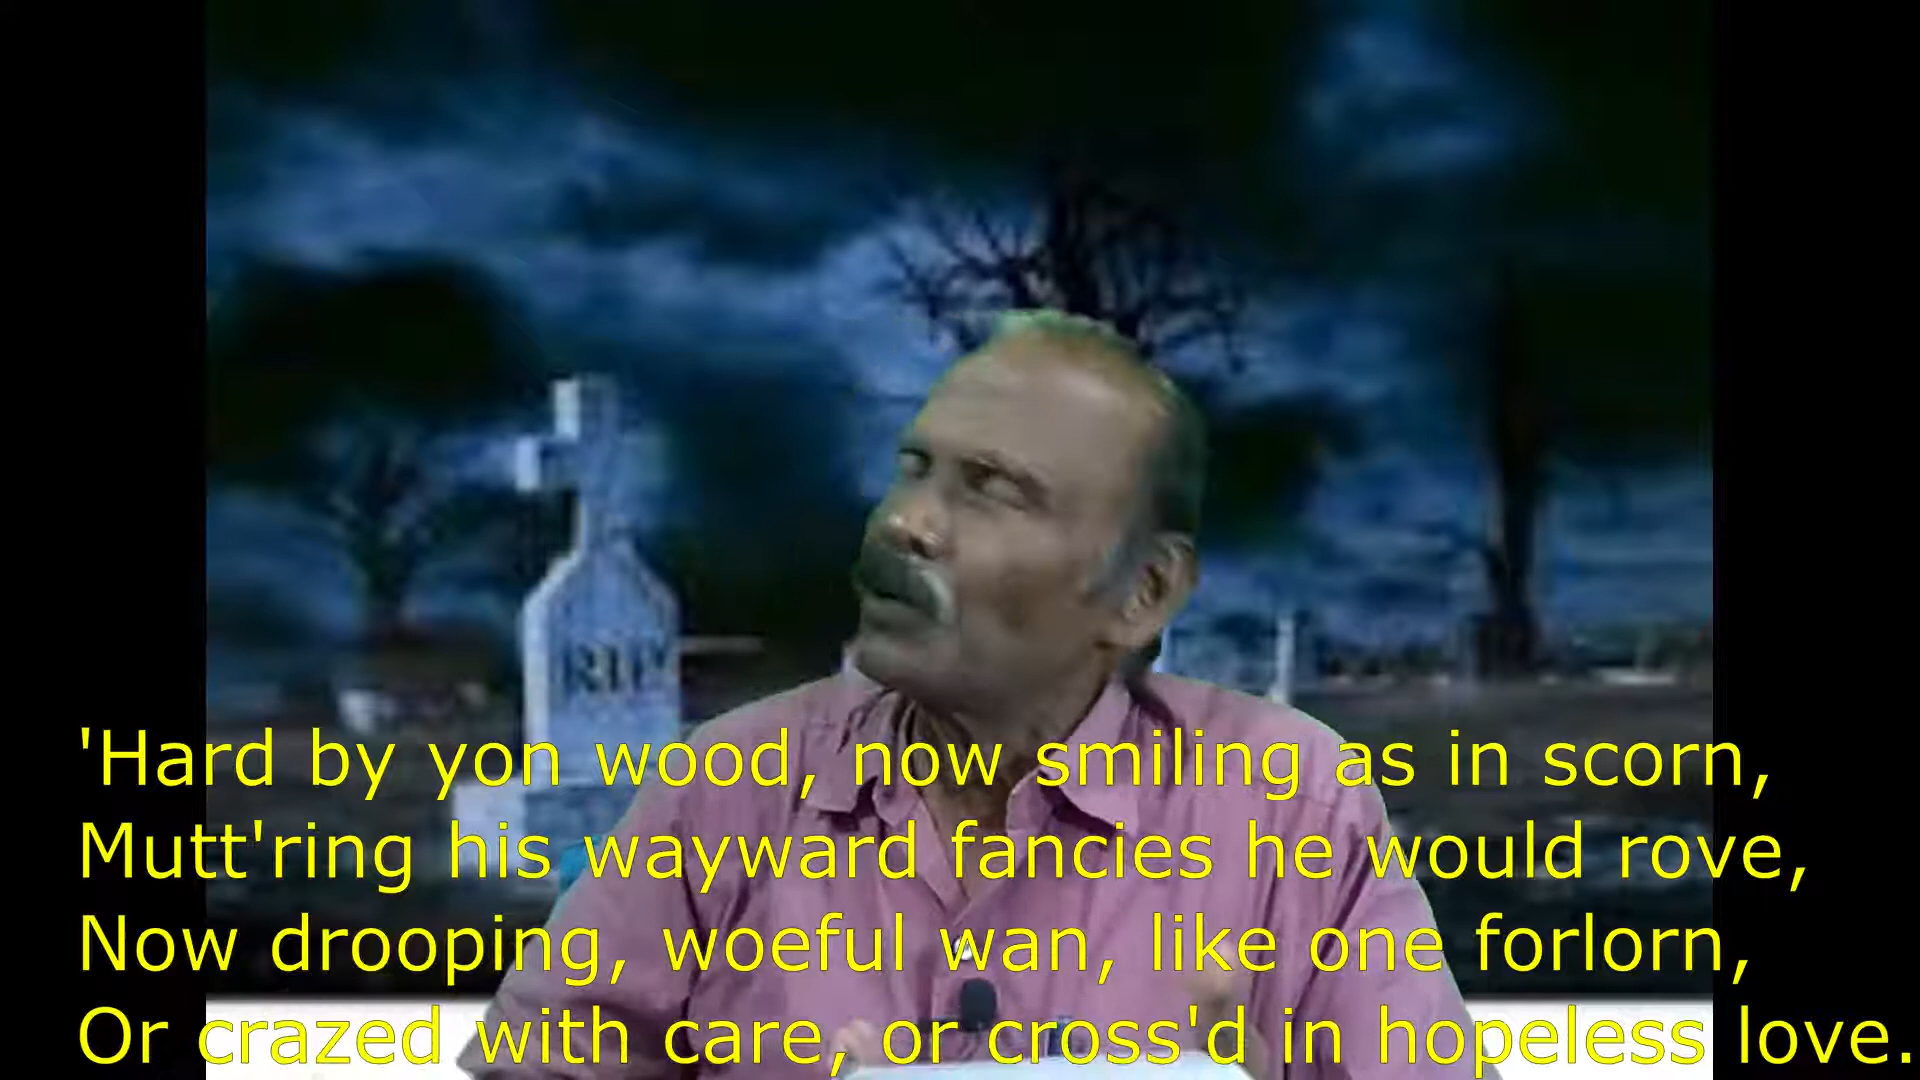 RIP
'Hard by yon wood, now smiling as in scorn,
Mutt'ring his wayward fancies he would rove,
Now drooping, woeful wan, like one forlorn,
Or crazed with care, or cross'd in hopeless love.